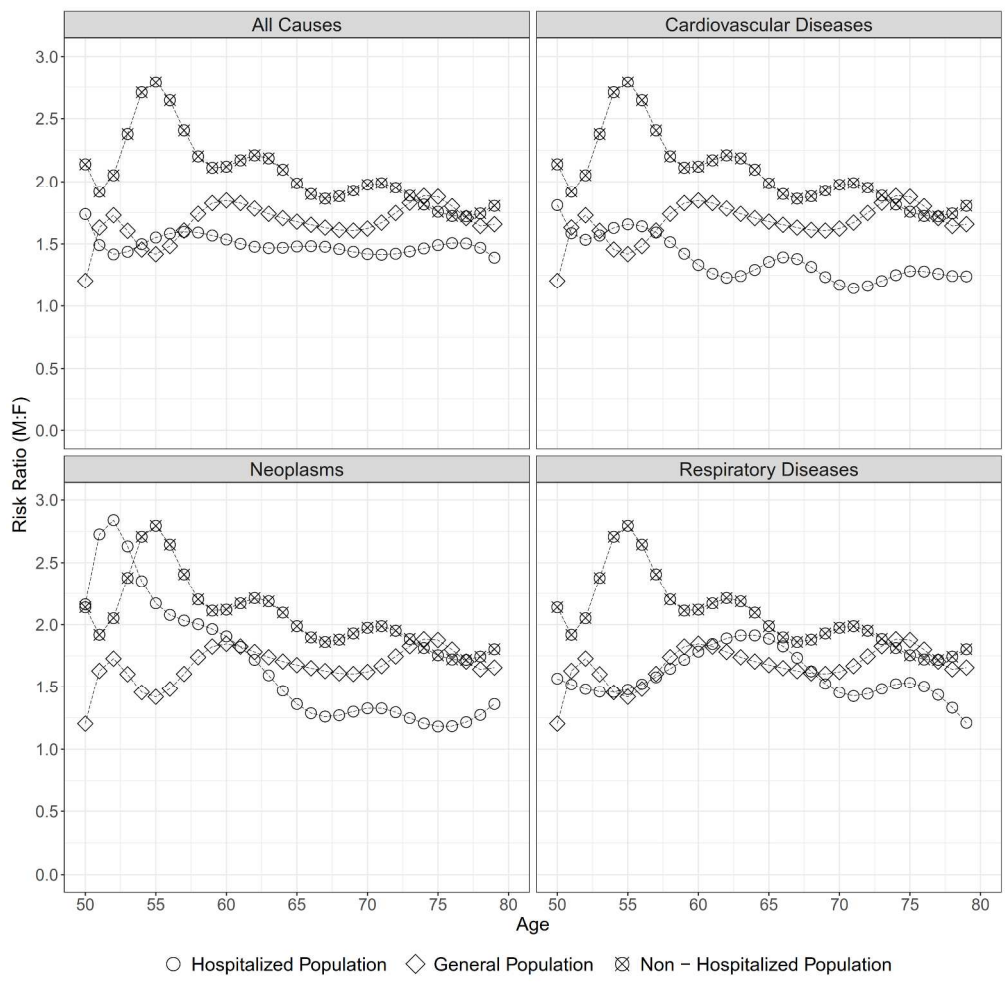 All Causes
Cardiovascular Diseases
3.0
2.5
2.0
1.5
1.0
0.5
0.0
Risk Ratio (M:F)
Neoplasms
Respiratory Diseases
3.0
2.5
2.0
1.5
1.0
0.5
0.0
50 55 60 65 70 75 80 50 55 60 65 70 75 80
Age
Hospitalized Population General Population Non − Hospitalized Population